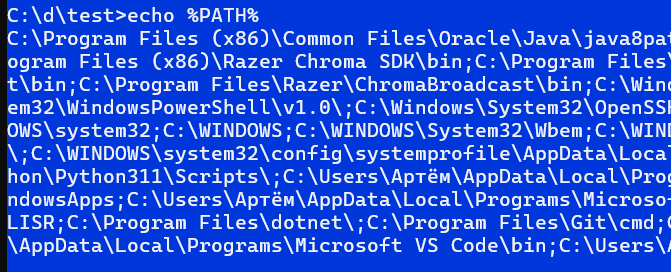 C:\d\test>echo %PATH%
C:\Program Files (x86)\Common Files\Oracle\Java\java8pat
ogram Files (x86)\Razer Chroma SDK\bin;C:\Program Files\
t\bin;C:\Program Files\Razer\ChromaBroadcast\bin;C:\Wind
em32\WindowsPowerShell\v1.0\;C:\Windows\System32\OpenSSH
OWS\system32;C:\WINDOWS;C:\WINDOWS\System32\Wbem;C:\WIND
\;C:\WINDOWS\system32\config\systemprofile\AppData\Local
hon\Python311\Scripts\;C:\Users\Артём\AppData\Local\Prog
ndowsApps;C:\Users\Артём\AppData\Local\Programs\Microso
LISR;C:\Program Files\dotnet\;C:\Program Files\Git\cmd;C
\AppData\Local\Programs\Microsoft VS Code\bin;C:\Users\